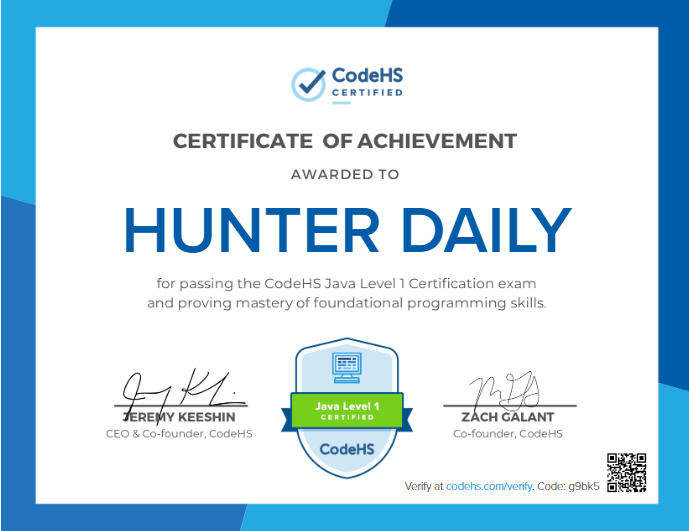 CodeHS
CERTIFIED
CERTIFICATE OF ACHIEVEMENT
AWARDED TO
HUNTER DAILY
for passing the CodeHS Java Level 1 Certification exam
and proving mastery of foundational programming skills.
Java Level 1
CERTIFIED
CodeHS
JEREMY KEESHIN
CEO & Co-founder, CodeHS
ZACH GALANT
Co-founder, CodeHS
Verify at codehs.com/verify. Code: g9bk5